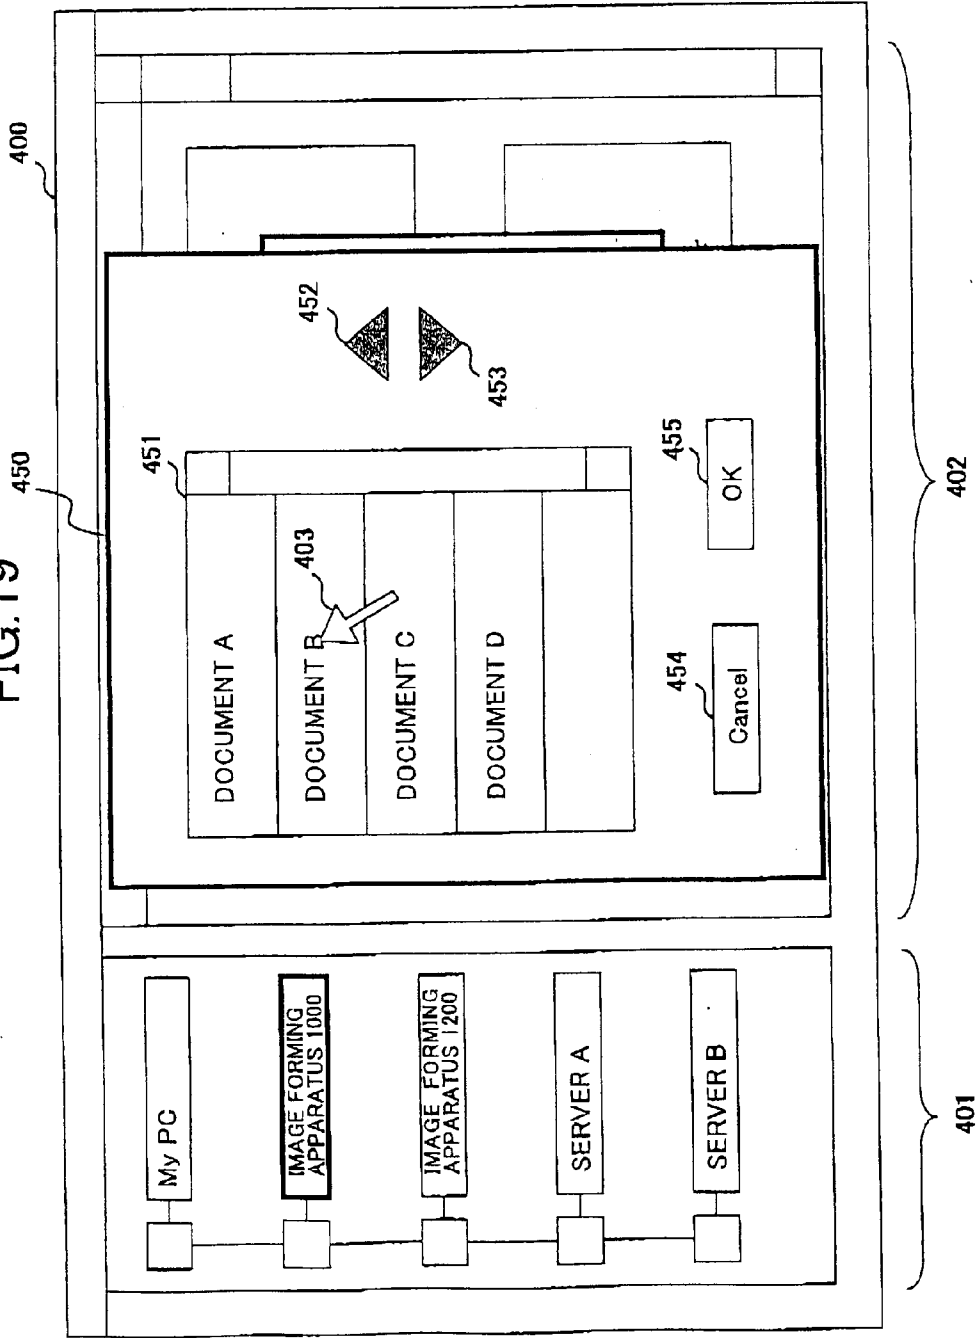 FIG.19
400
450
My PC
IMAGE FORMING
APPARATUS 1000
IMAGE FORMING
APPARATUS 1200
SERVER A
SERVER B
401
451
DOCUMENT A
DOCUMENT B
403
DOCUMENT C
DOCUMENT D
452
453
454
Cancel
455
OK
402